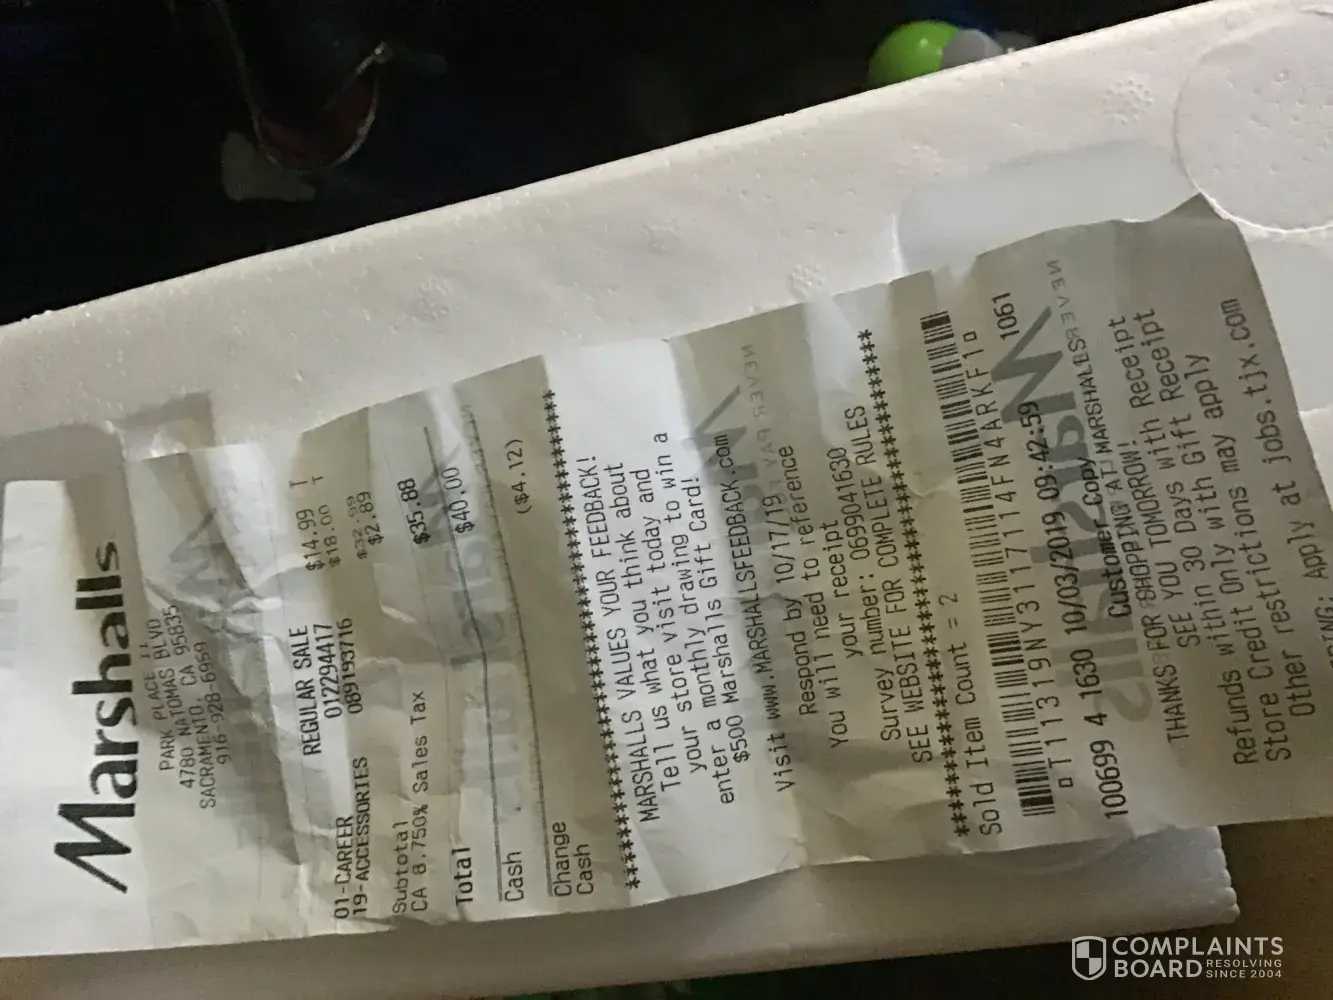 Marshalls
PARK PLACE II
4780 NATOMAS BLVD
SACRAMENTO, CA 95835
916-928-6959
REGULAR SALE
01-CAREER 012294417 $14.99 T
19-ACCESSORIES 089193716 $18.00 T
Subtotal $32.99
CA 8.750% Sales Tax $2.89
Total $35.88
Cash $40.00
Change
Cash ($4.12)
MARSHALLS VALUES YOUR FEEDBACK!
Tell us what you think about
your store visit today and
enter a monthly drawing to win a
$500 Marshalls Gift Card!
Visit www.MARSHALLSFEEDBACK.com
Respond by 10/17/19
You will need to reference
your receipt
Survey number: 06990041630
SEE WEBSITE FOR COMPLETE RULES
Sold Item Count = 2
T11319NY3117114FN4ARKF1
100699 4 1630 10/03/2019 09:42:59 1061
Customer Copy
THANKS FOR SHOPPING AT MARSHALLS
SEE YOU TOMORROW!
Refunds within 30 Days with Receipt
Store Credit Only with Gift Receipt
Other restrictions may apply
Apply at jobs.tjx.com
Marshalls
NEVER PAY
COMPLAINTS
BOARD RESOLVING
SINCE 2004